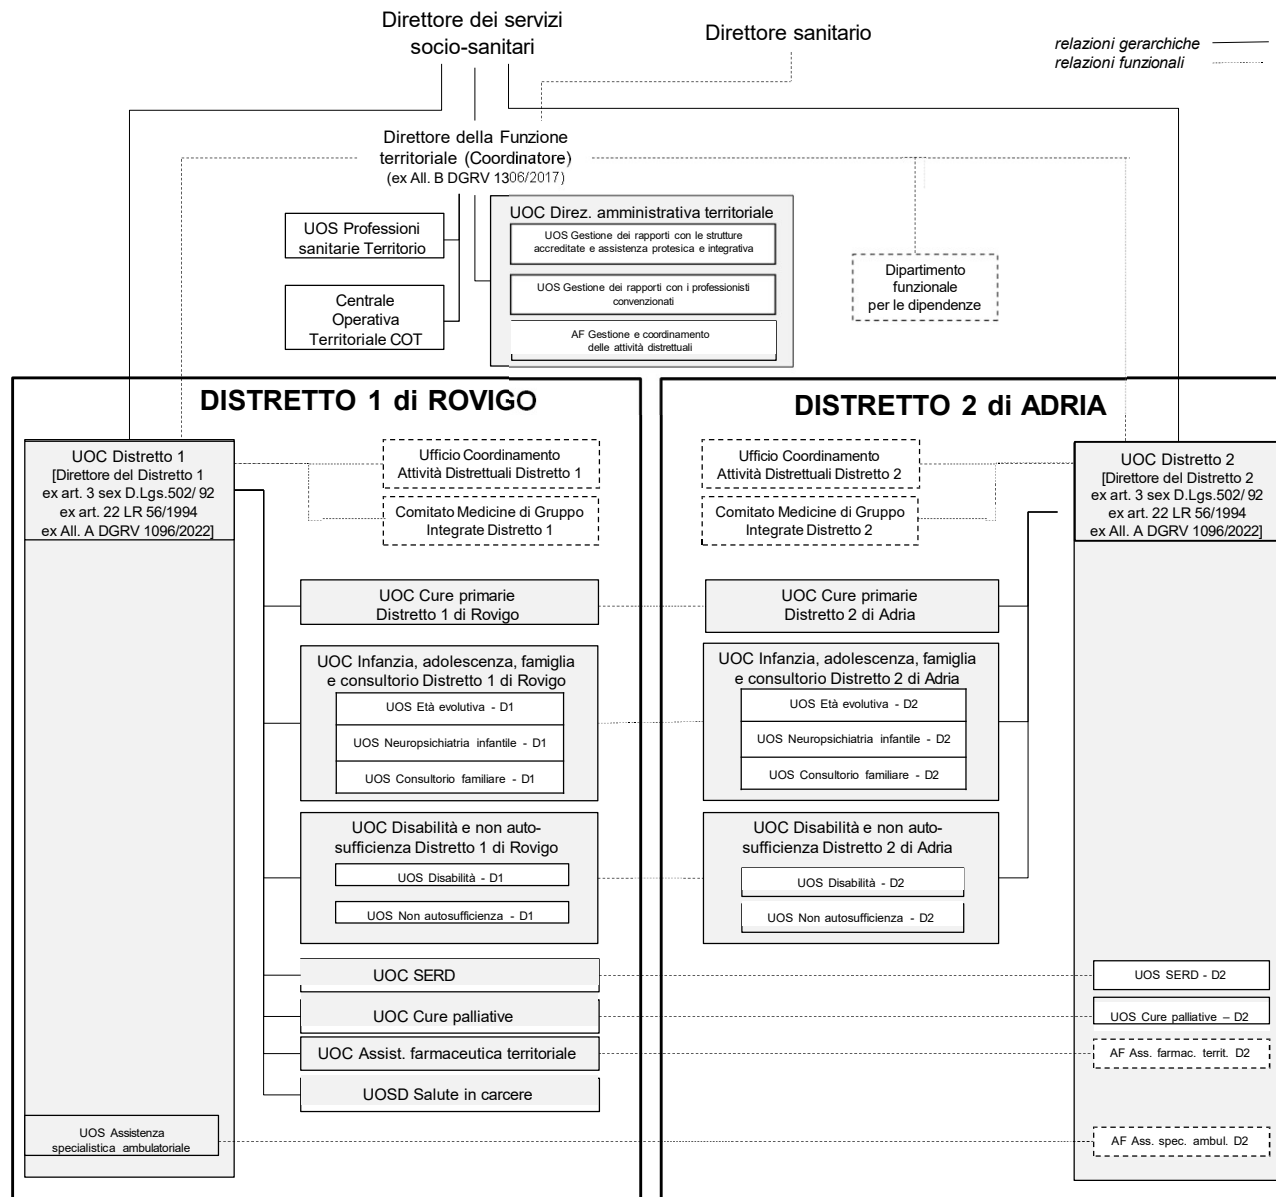 Direttore dei servizi
socio-sanitari
Direttore sanitario
relazioni gerarchiche
relazioni funzionali
Direttore della Funzione
territoriale (Coordinatore)
(ex All. B DGRV 1306/2017)
UOS Professioni
sanitarie Territorio
Centrale
Operativa
Territoriale COT
UOC Direz. amministrativa territoriale
UOS Gestione dei rapporti con le strutture
accreditate e assistenza protesica e integrativa
UOS Gestione dei rapporti con i professionisti
convenzionati
AF Gestione e coordinamento
delle attività distrettuali
Dipartimento
funzionale
per le dipendenze
DISTRETTO 1 di ROVIGO
UOC Distretto 1
[Direttore del Distretto 1
ex art. 3 sex D.Lgs.502/ 92
ex art. 22 LR 56/1994
ex All. A DGRV 1096/2022]
Ufficio Coordinamento
Attività Distrettuali Distretto 1
Comitato Medicine di Gruppo
Integrate Distretto 1
UOC Cure primarie
Distretto 1 di Rovigo
UOC Infanzia, adolescenza, famiglia
e consultorio Distretto 1 di Rovigo
UOS Età evolutiva - D1
UOS Neuropsichiatria infantile - D1
UOS Consultorio familiare - D1
UOC Disabilità e non auto-
sufficienza Distretto 1 di Rovigo
UOS Disabilità - D1
UOS Non autosufficienza - D1
UOC SERD
UOC Cure palliative
UOC Assist. farmaceutica territoriale
UOSD Salute in carcere
UOS Assistenza
specialistica ambulatoriale
DISTRETTO 2 di ADRIA
Ufficio Coordinamento
Attività Distrettuali Distretto 2
Comitato Medicine di Gruppo
Integrate Distretto 2
UOC Distretto 2
[Direttore del Distretto 2
ex art. 3 sex D.Lgs.502/ 92
ex art. 22 LR 56/1994
ex All. A DGRV 1096/2022]
UOC Cure primarie
Distretto 2 di Adria
UOC Infanzia, adolescenza, famiglia
e consultorio Distretto 2 di Adria
UOS Età evolutiva - D2
UOS Neuropsichiatria infantile - D2
UOS Consultorio familiare - D2
UOC Disabilità e non auto-
sufficienza Distretto 2 di Adria
UOS Disabilità - D2
UOS Non autosufficienza - D2
UOS SERD - D2
UOS Cure palliative – D2
AF Ass. farmac. territ. D2
AF Ass. spec. ambul. D2